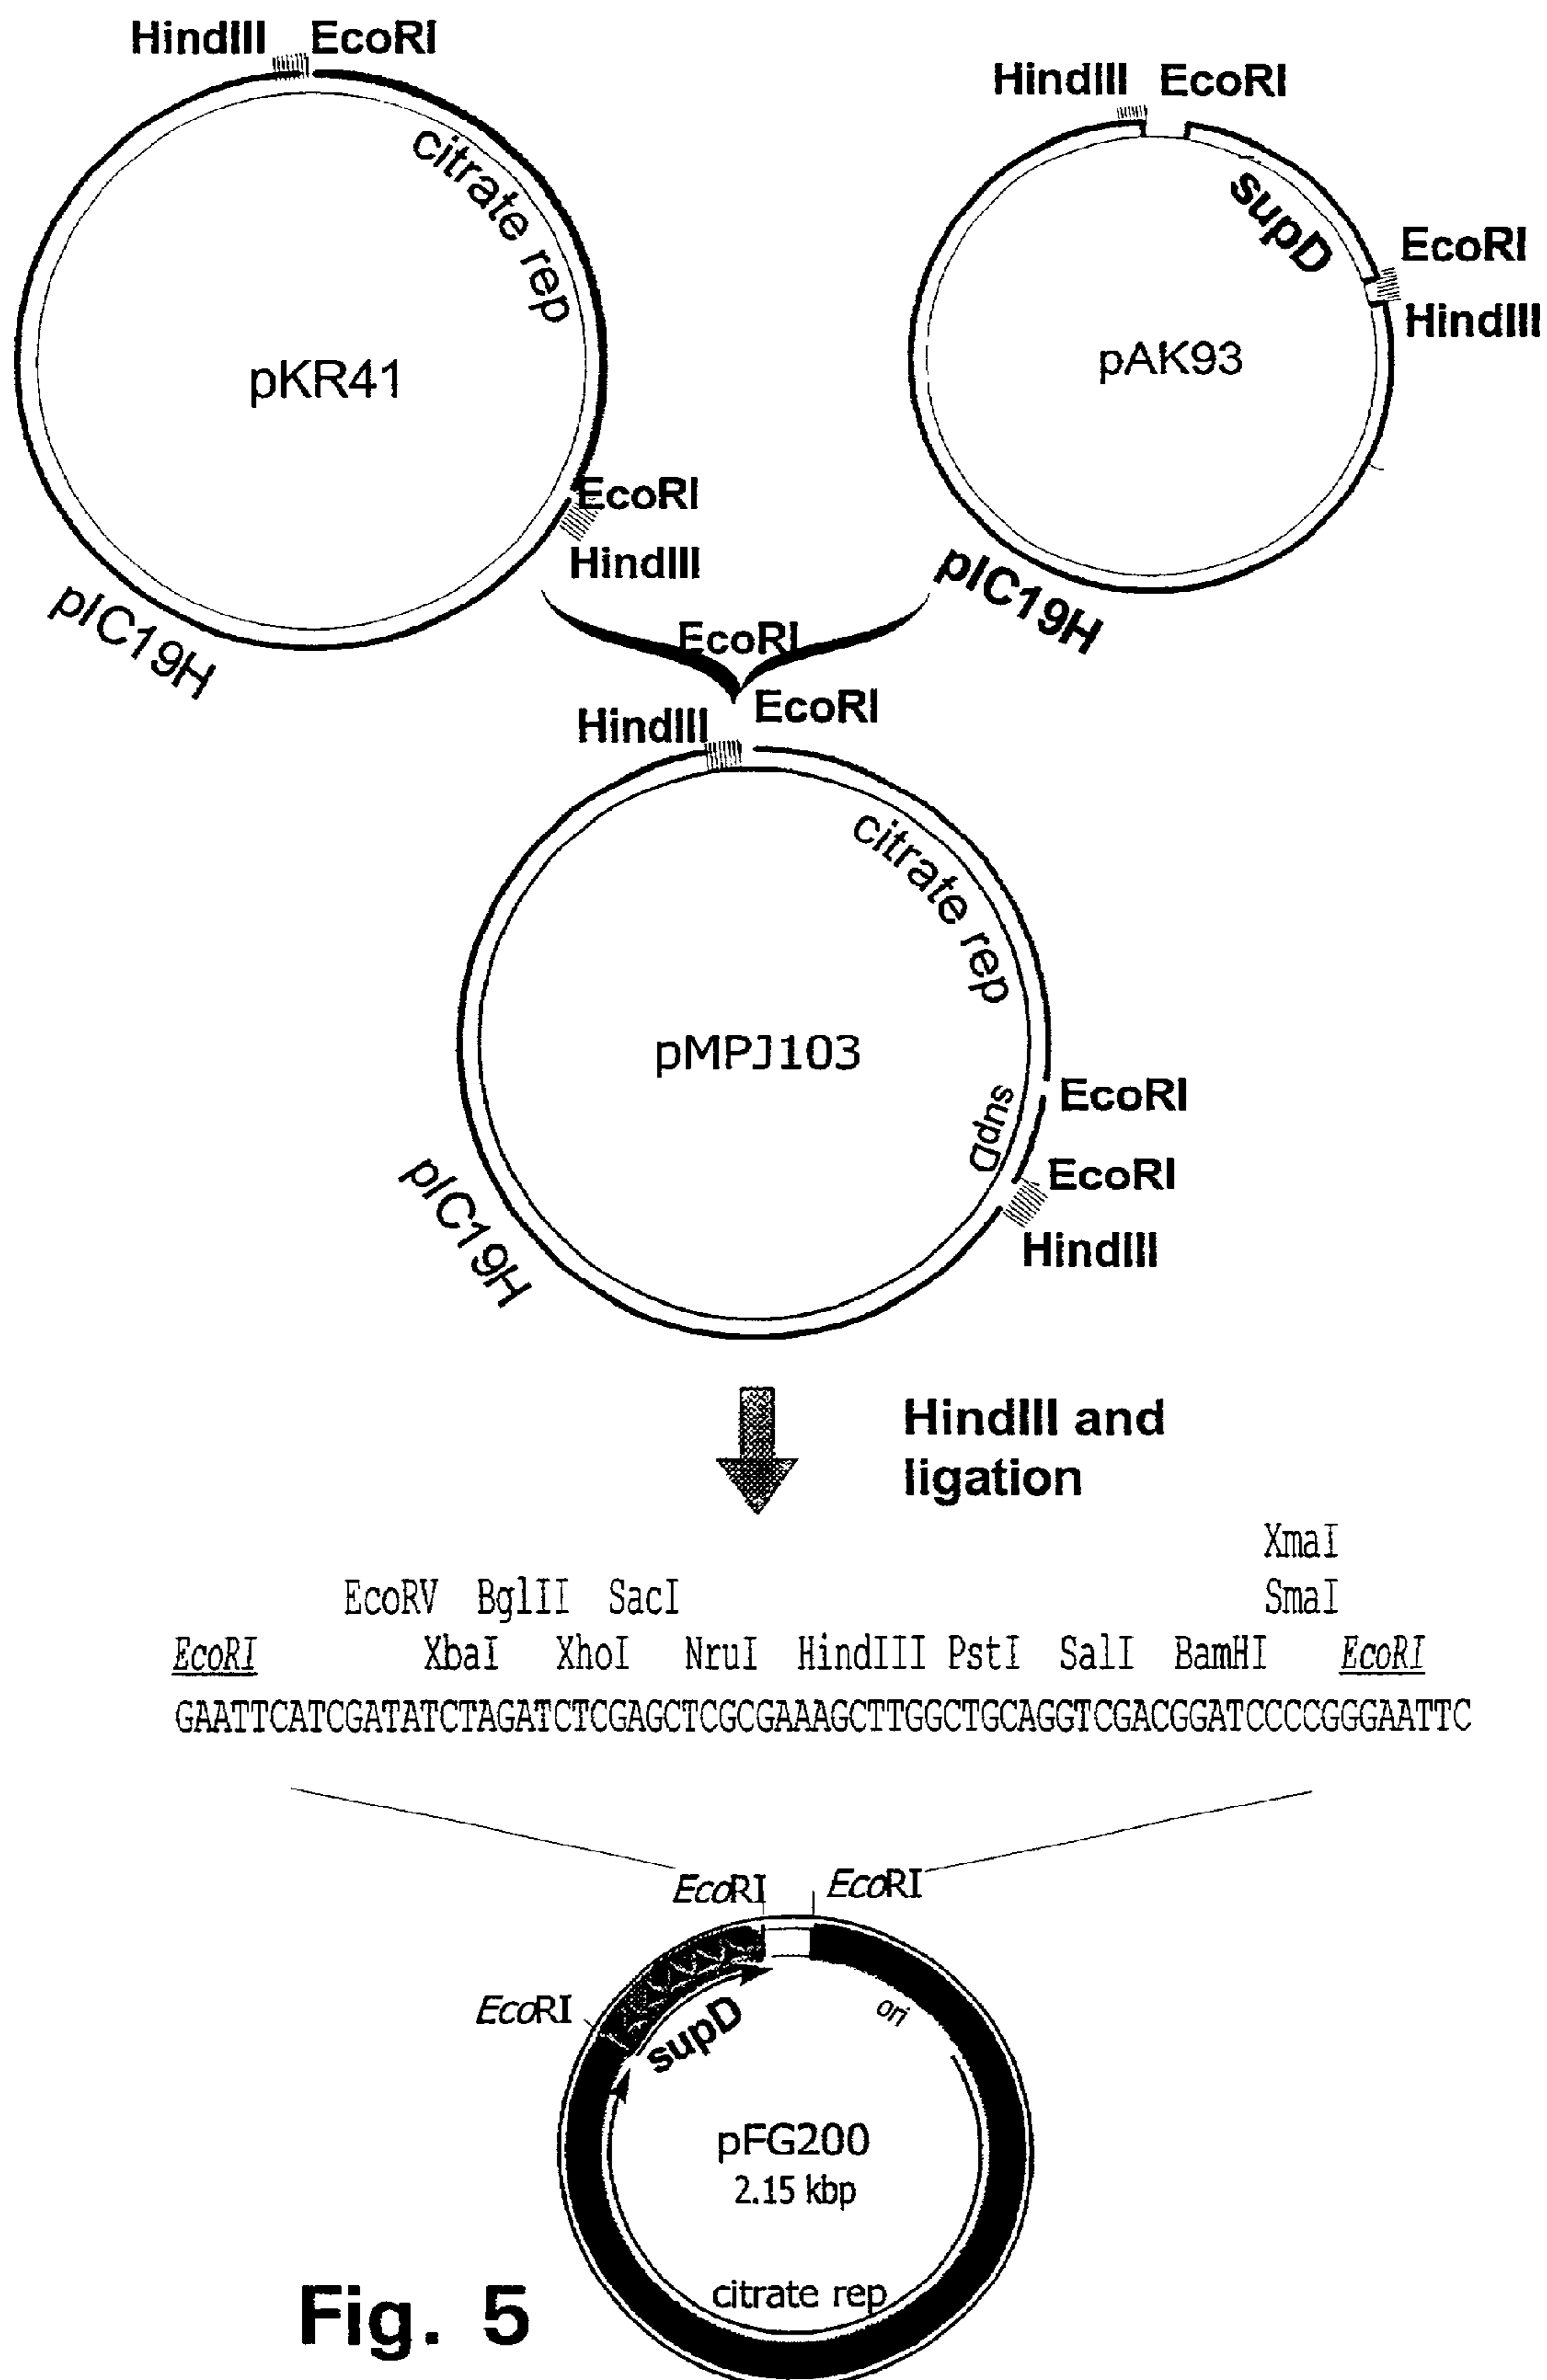 HindIII EcoRI
citrate rep
pKR41
EcoRI
HindIII
pIC19H
HindIII EcoRI
supD
EcoRI
HindIII
pAK93
pIC19H
EcoRI
HindIII EcoRI
citrate rep
pMPJ103
EcoRI
supD
EcoRI
HindIII
pIC19H
HindIII and
ligation
XmaI
EcoRV BglII SacI SmaI
EcoRI XbaI XhoI NruI HindIII PstI SalI BamHI EcoRI
GAATTCATCGATATCTAGATCTCGAGCTCGCGAAAGCTTGGCTGCAGGTCGACGGATCCCCGGGAATTC
EcoRI EcoRI
EcoRI
supD
ori
pFG200
2.15 kbp
citrate rep
Fig. 5